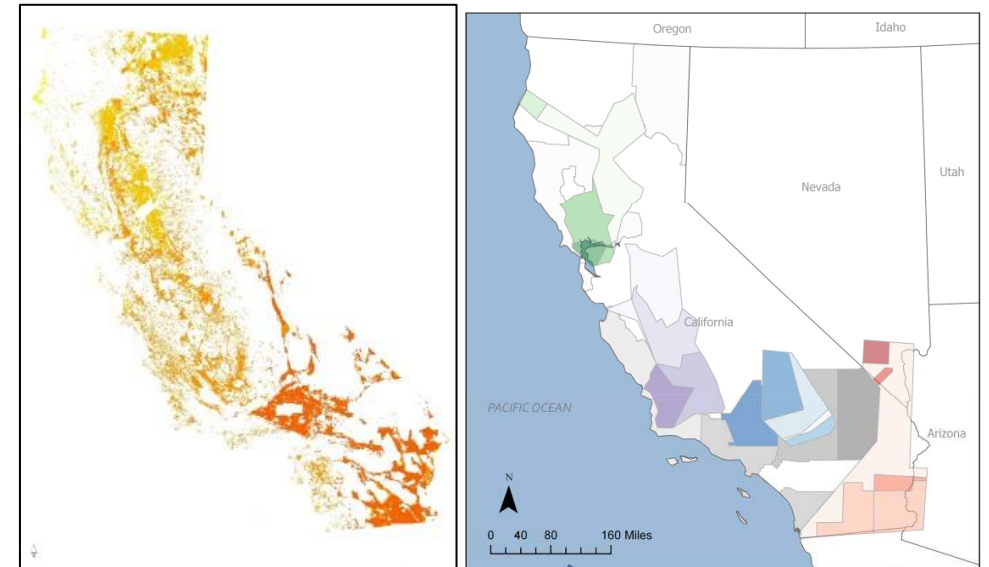 Oregon
Idaho
Utah
Nevada
California
PACIFIC OCEAN
Arizona
N
0 40 80 160 Miles